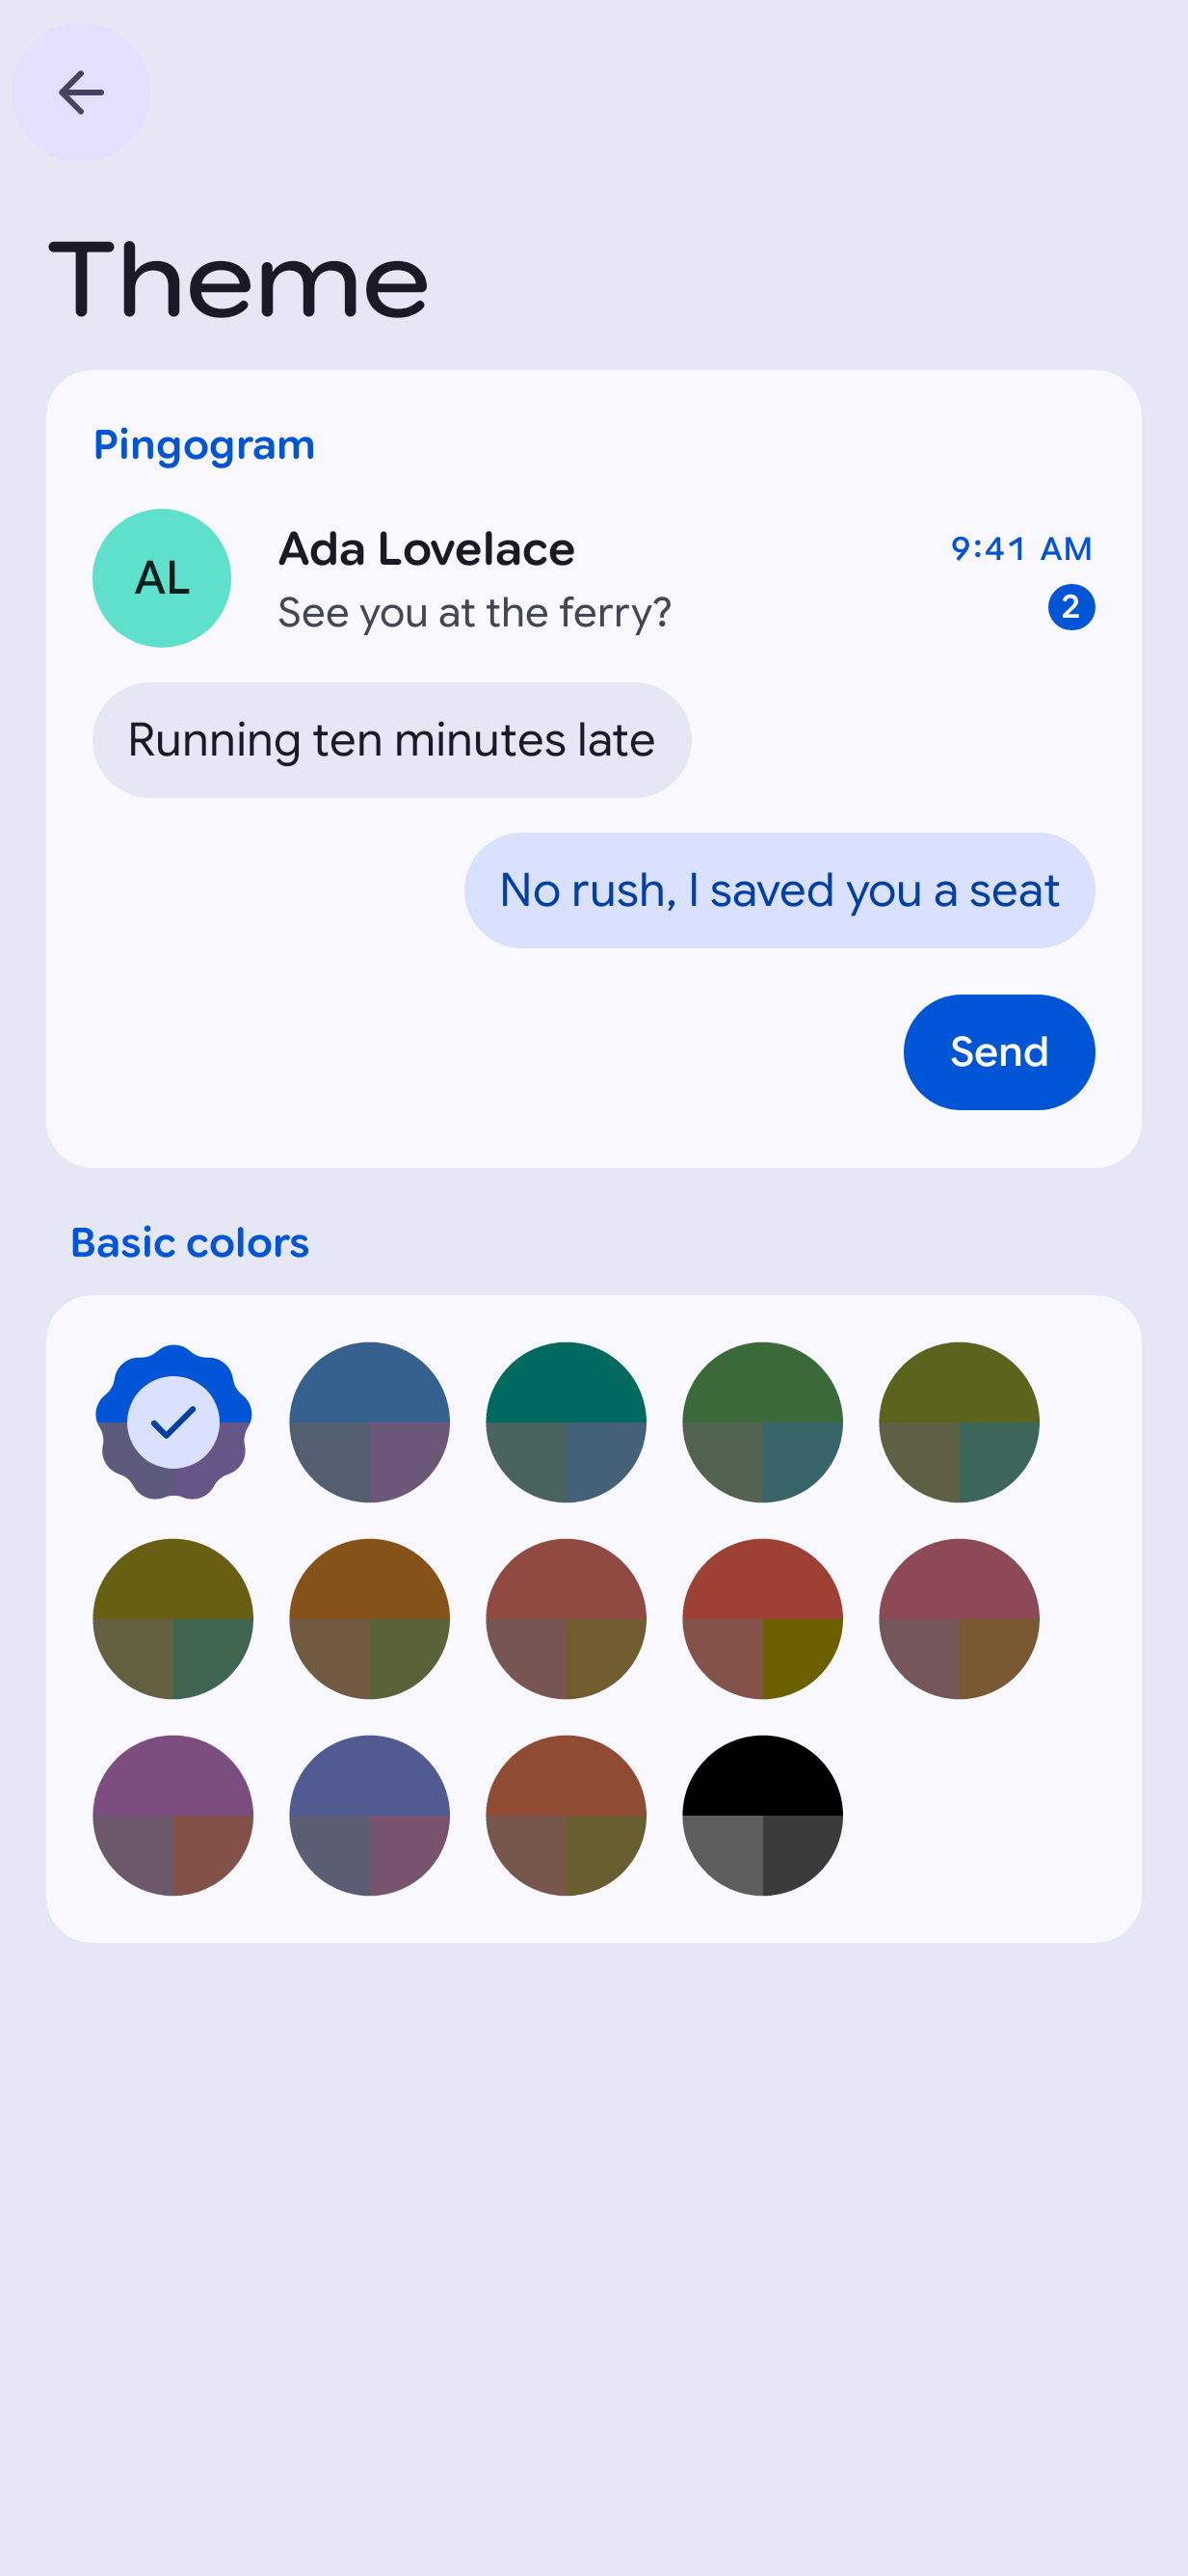 Theme
Pingogram
AL
Ada Lovelace
9:41 AM
See you at the ferry?
2
Running ten minutes late
No rush, I saved you a seat
Send
Basic colors